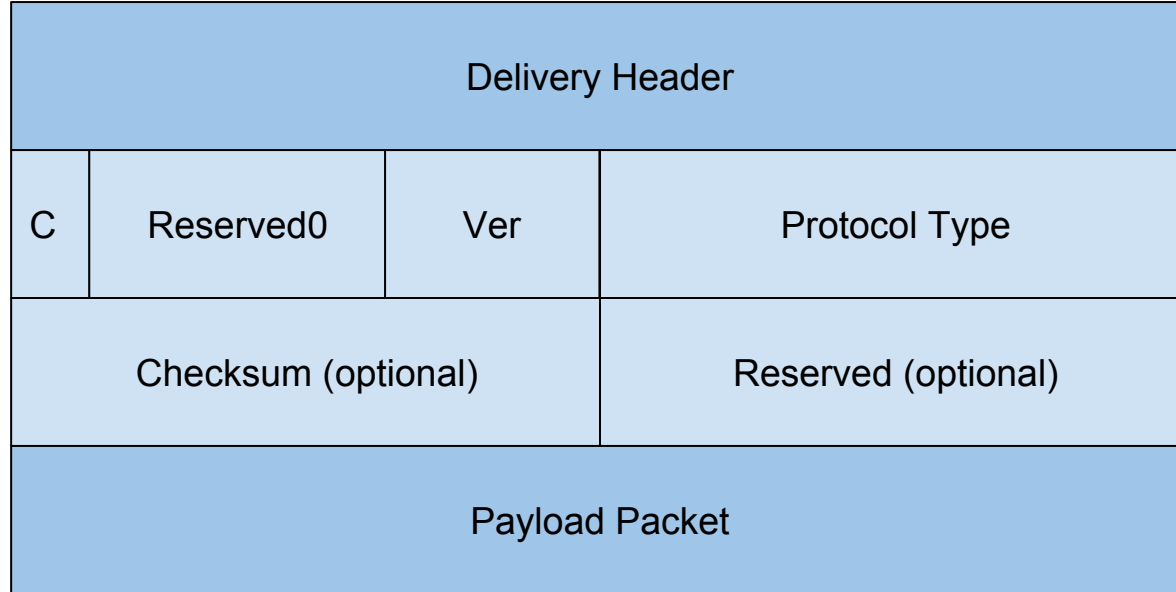 Delivery Header
C
Reserved0
Ver
Protocol Type
Checksum (optional)
Reserved (optional)
Payload Packet